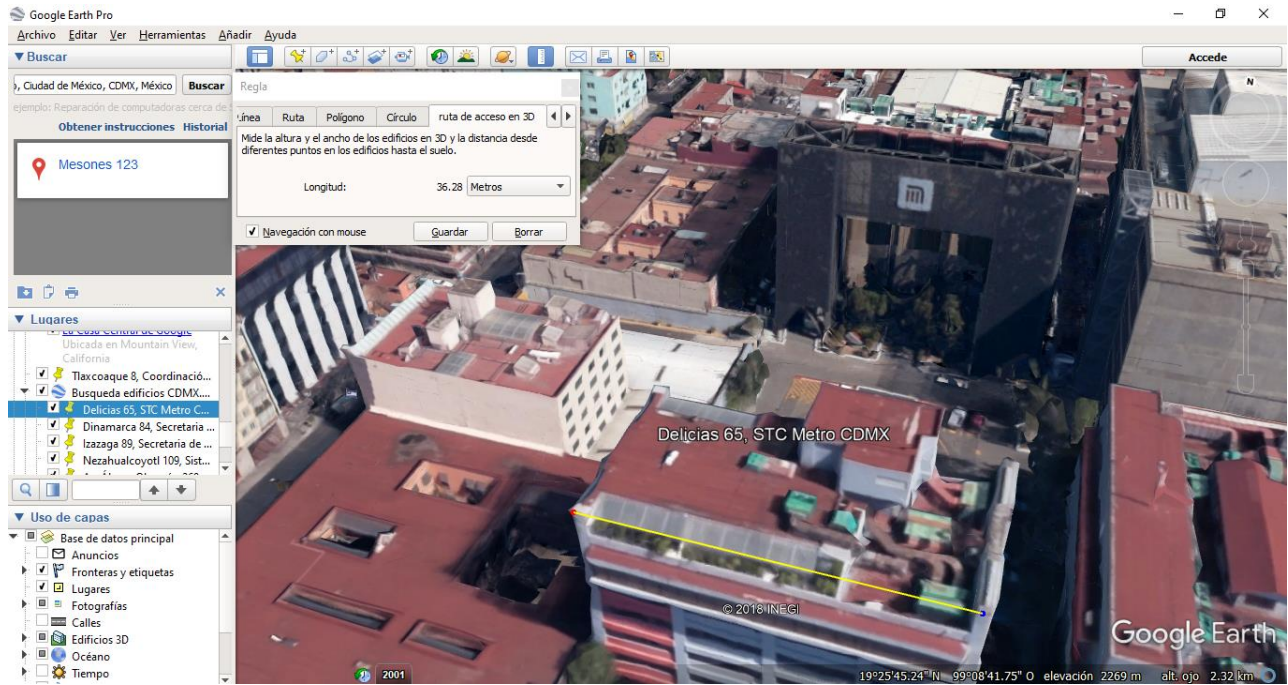 Google Earth Pro
Archivo Editar Ver Herramientas Añadir Ayuda
▼ Buscar
Accede
, Ciudad de México, CDMX, México Buscar
ejemplo: Reparación de computadoras cerca de
Obtener instrucciones Historial
Mesones 123
Regla
Línea Ruta Polígono Círculo ruta de acceso en 3D
Mide la altura y el ancho de los edificios en 3D y la distancia desde
diferentes puntos en los edificios hasta el suelo.
Longitud: 36.28 Metros
Navegación con mouse Guardar Borrar
N
▼ Lugares
La Casa Central de Google
Ubicada en Mountain View,
California
Tlaxcoaque 8, Coordinació...
Busqueda edificios CDMX....
Delicias 65, STC Metro C...
Dinamarca 84, Secretaria ...
Izazaga 89, Secretaria de ...
Nezahualcoyotl 109, Sist...
▼ Uso de capas
Base de datos principal
Anuncios
Fronteras y etiquetas
Lugares
Fotografías
Calles
Edificios 3D
Océano
Tiempo
Delicias 65, STC Metro CDMX
© 2018 INEGI
Google Earth
2001
19°25'45.24" N 99°08'41.75" O elevación 2269 m alt. ojo 2.32 km